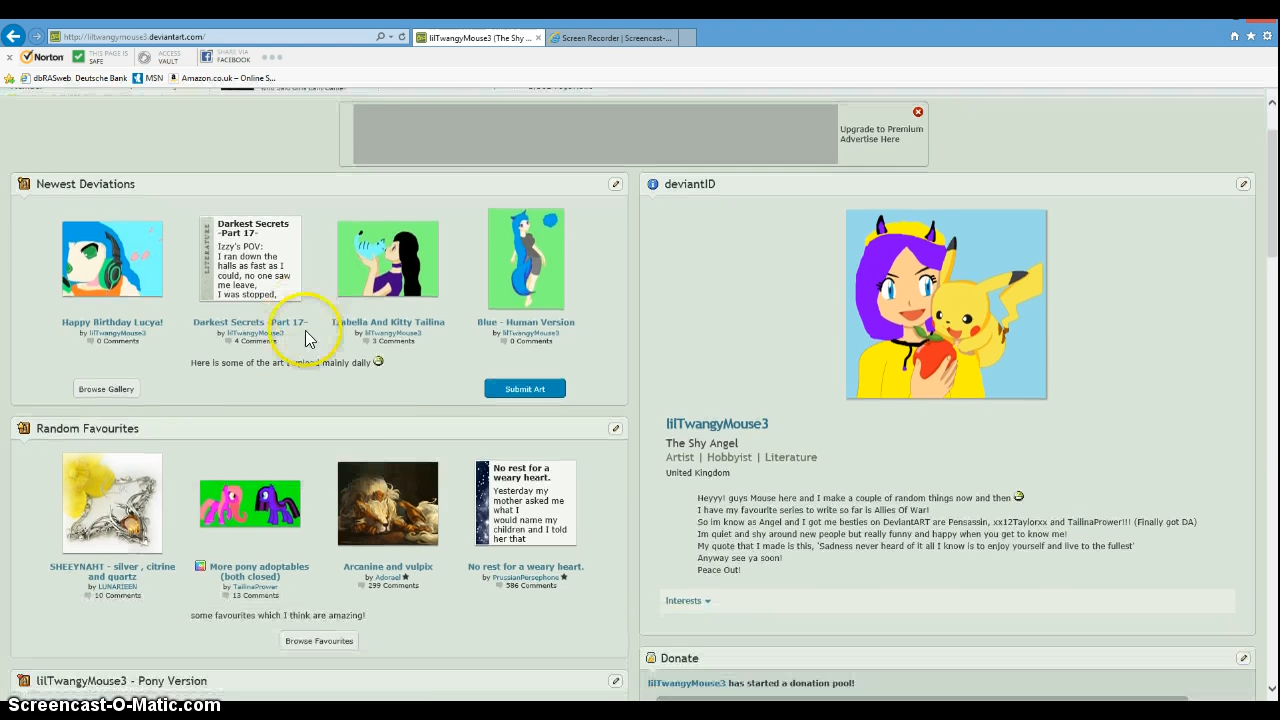 http://liltwangymouse3.deviantart.com/
lilTwangyMouse3 (The Shy ...
Screen Recorder | Screencast-...
Norton
THIS PAGE IS SAFE
ACCESS VAULT
SHARE VIA FACEBOOK
dbRASweb, Deutsche Bank
MSN
Amazon.co.uk – Online S...
Upgrade to Premium
Advertise Here
Newest Deviations
Darkest Secrets
-Part 17-
LITERATURE
Izzy's POV:
I ran down the
halls as fast as I
could, no one saw
me leave,
I was stopped,
Happy Birthday Lucya!
by lilTwangyMouse3
0 Comments
Darkest Secrets -Part 17-
by lilTwangyMouse3
4 Comments
Izabella And Kitty Tailina
by lilTwangyMouse3
3 Comments
Blue - Human Version
by lilTwangyMouse3
0 Comments
Here is some of the art I upload mainly daily
Browse Gallery
Submit Art
Random Favourites
No rest for a
weary heart.
Yesterday my
mother asked me
what I
would name my
children and I told
her that
SHEEYNAHT - silver , citrine
and quartz
by LUNARIEEN
10 Comments
More pony adoptables
(both closed)
by TailinaPrower
13 Comments
Arcanine and vulpix
by Adorael
299 Comments
No rest for a weary heart.
by PrussianPersephone
586 Comments
some favourites which I think are amazing!
Browse Favourites
lilTwangyMouse3 - Pony Version
deviantID
lilTwangyMouse3
The Shy Angel
Artist | Hobbyist | Literature
United Kingdom
Heyyy! guys Mouse here and I make a couple of random things now and then
I have my favourite series to write so far is Allies Of War!
So im know as Angel and I got me besties on DeviantART are Pensassin, xx12Taylorxx and TailinaPrower!!! (Finally got DA)
Im quiet and shy around new people but really funny and happy when you get to know me!
My quote that I made is this, 'Sadness never heard of it all I know is to enjoy yourself and live to the fullest'
Anyway see ya soon!
Peace Out!
Interests
Donate
lilTwangyMouse3 has started a donation pool!
Screencast-O-Matic.com